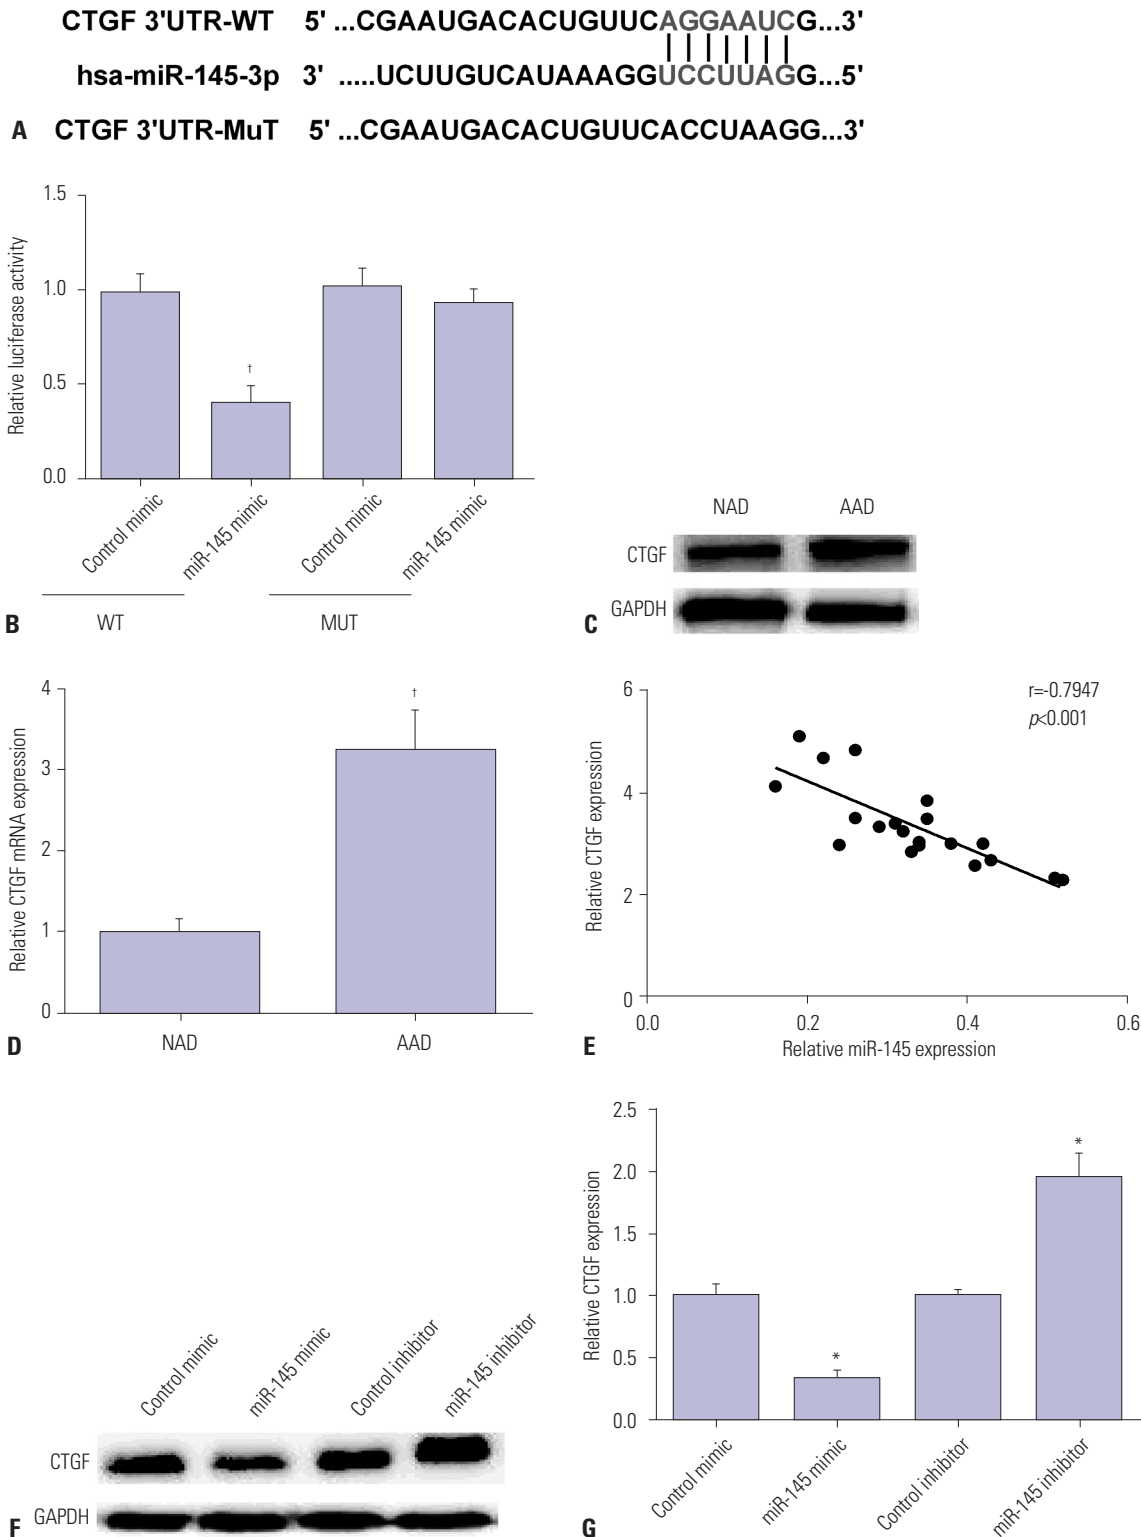 CTGF 3'UTR-WT 5' ...CGAAUGACACUGUUCAGGAAUCG...3'
hsa-miR-145-3p 3' .....UCUUGUCAUAAAGGUCCUUAGG...5'
A CTGF 3'UTR-MuT 5' ...CGAAUGACACUGUUCACCUAAGG...3'
Relative luciferase activity
1.5
1.0
0.5
0.0
†
Control mimic
miR-145 mimic
Control mimic
miR-145 mimic
WT
MUT
B
NAD AAD
CTGF
GAPDH
C
Relative CTGF mRNA expression
4
3
2
1
0
†
NAD AAD
D
Relative CTGF expression
6
4
2
0
r=-0.7947
p<0.001
0.0 0.2 0.4 0.6
Relative miR-145 expression
E
Control mimic
miR-145 mimic
Control inhibitor
miR-145 inhibitor
CTGF
GAPDH
F
Relative CTGF expression
2.5
2.0
1.5
1.0
0.5
0.0
*
*
Control mimic
miR-145 mimic
Control inhibitor
miR-145 inhibitor
G